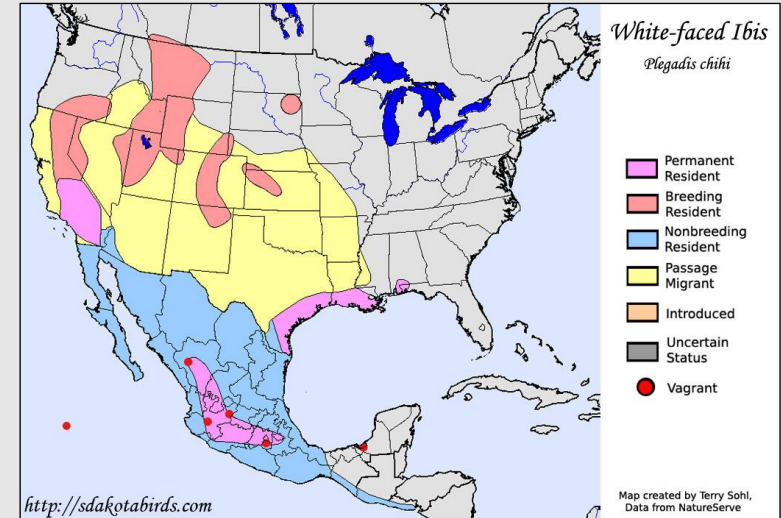 White-faced Ibis
Plegadis chihi
Permanent
Resident
Breeding
Resident
Nonbreeding
Resident
Passage
Migrant
Introduced
Uncertain
Status
Vagrant
http://sdakotabirds.com
Map created by Terry Sohl,
Data from NatureServe